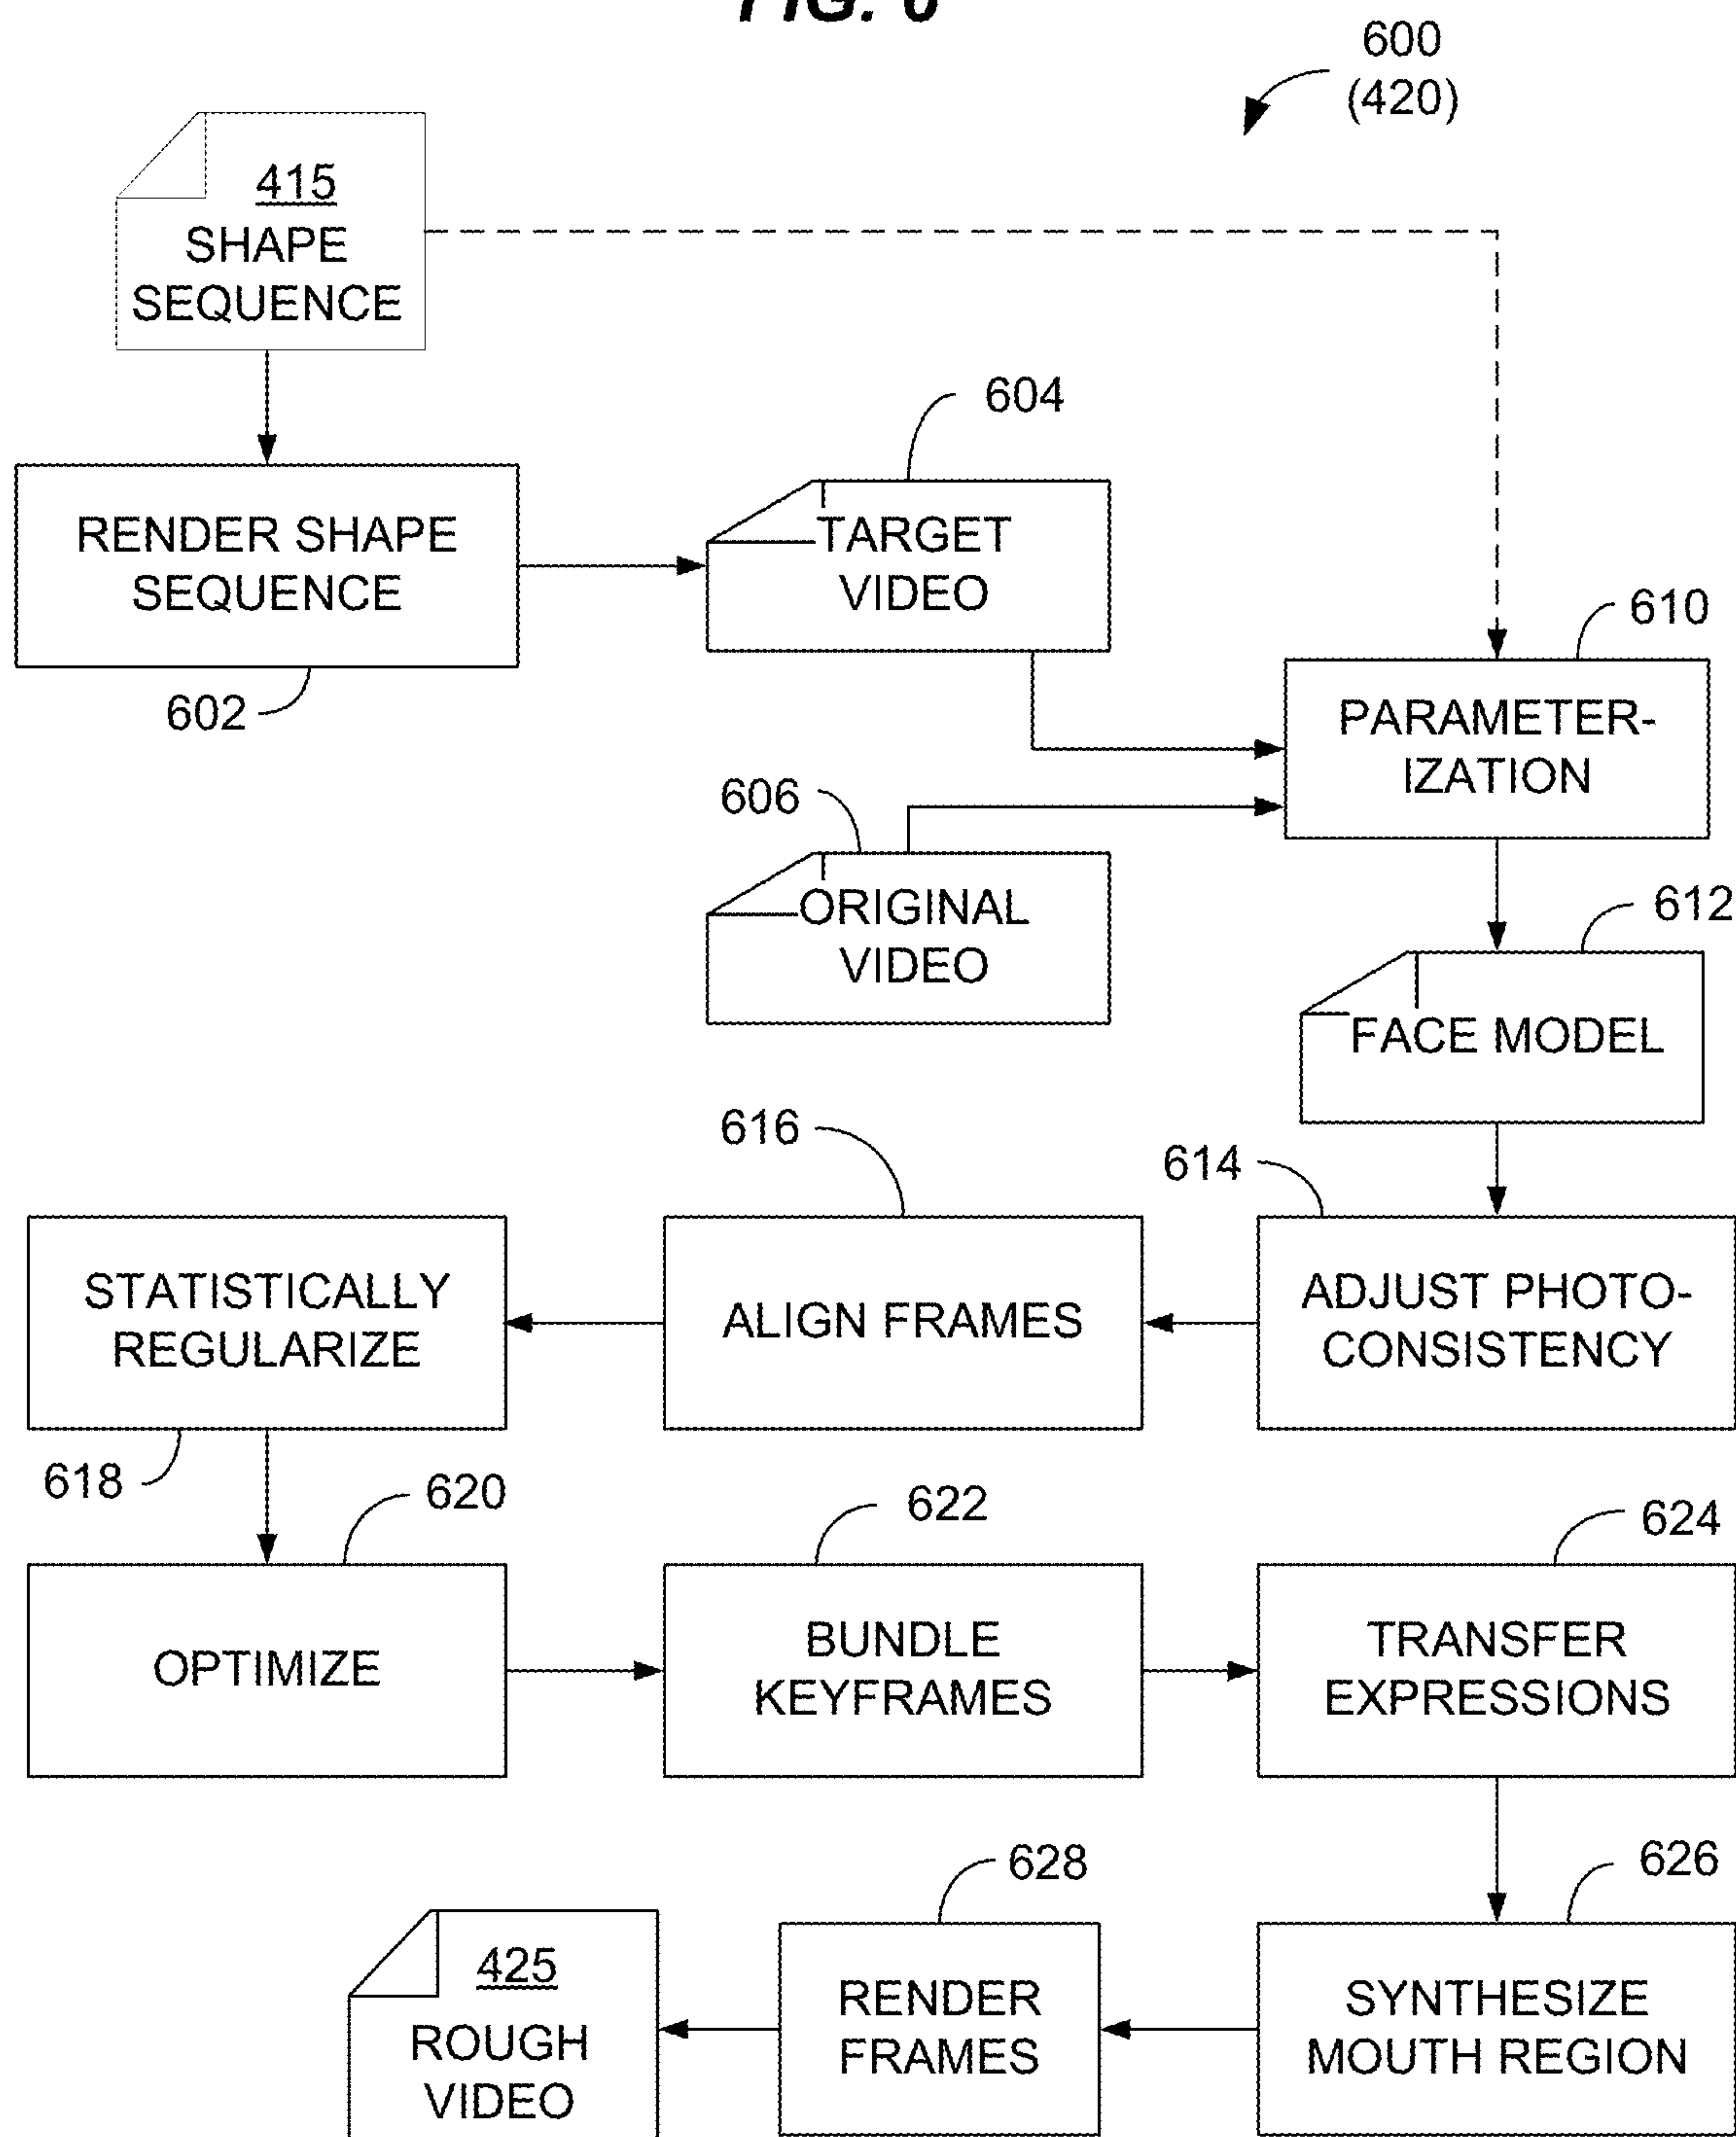 FIG. 6
600
(420)
415
SHAPE
SEQUENCE
604
RENDER SHAPE
SEQUENCE
TARGET
VIDEO
610
602
PARAMETER-
IZATION
606
ORIGINAL
VIDEO
612
FACE MODEL
616
614
STATISTICALLY
REGULARIZE
ALIGN FRAMES
ADJUST PHOTO-
CONSISTENCY
618
620
622
624
OPTIMIZE
BUNDLE
KEYFRAMES
TRANSFER
EXPRESSIONS
628
626
425
ROUGH
VIDEO
RENDER
FRAMES
SYNTHESIZE
MOUTH REGION